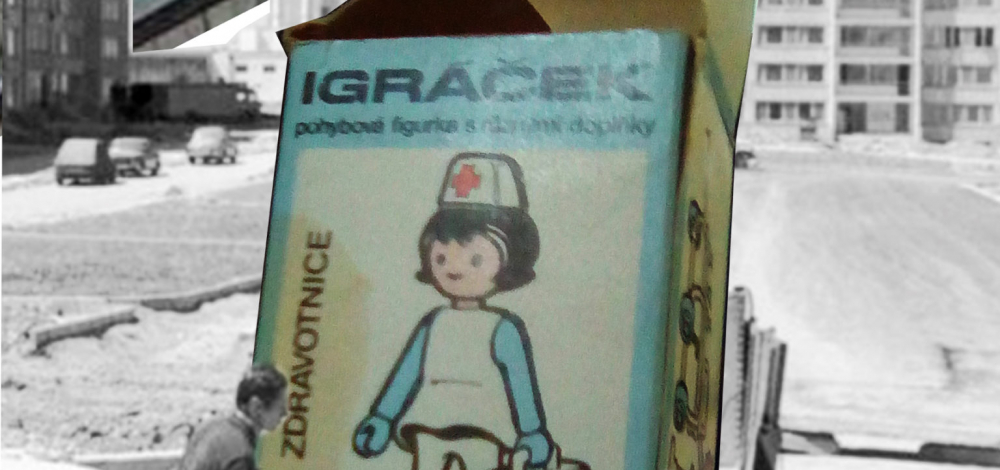 IGRÁČEK
pohybová figurka s různými doplňky
ZDRAVOTNICE